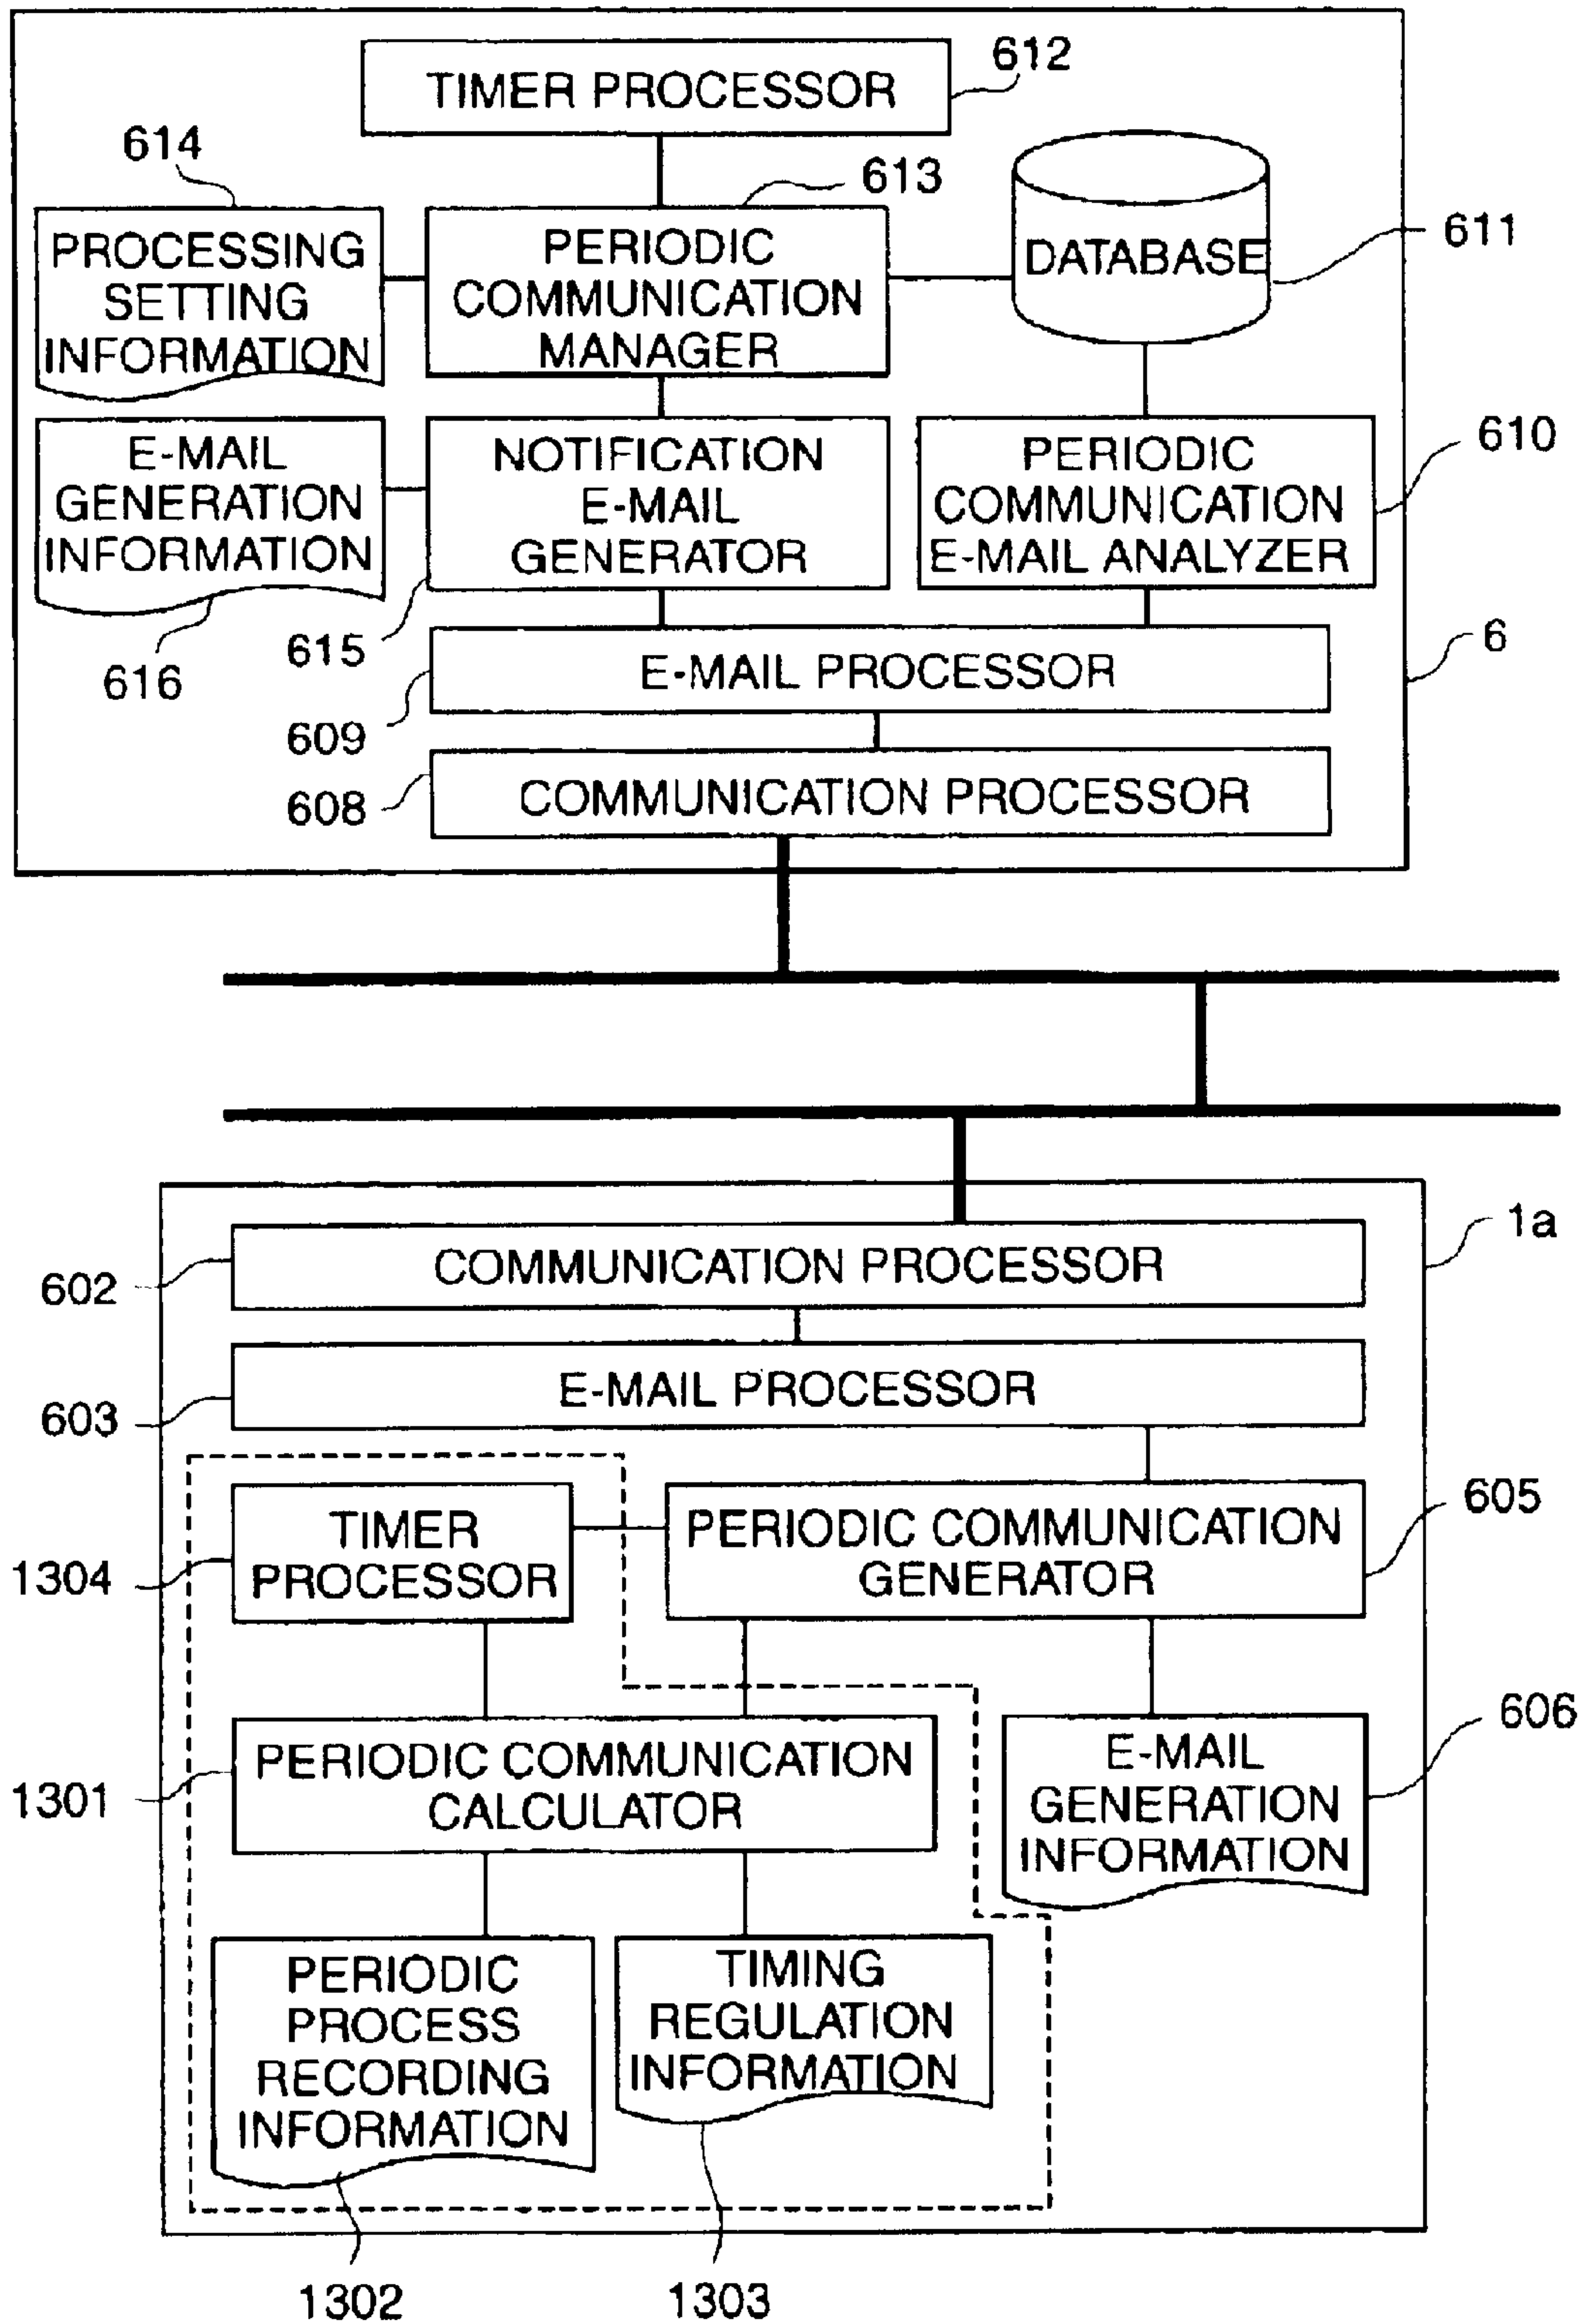 TIMER PROCESSOR
612
614
613
PROCESSING
SETTING
INFORMATION
PERIODIC
COMMUNICATION
MANAGER
DATABASE
611
E-MAIL
GENERATION
INFORMATION
NOTIFICATION
E-MAIL
GENERATOR
PERIODIC
COMMUNICATION
E-MAIL ANALYZER
610
616
615
E-MAIL PROCESSOR
6
609
COMMUNICATION PROCESSOR
608
1a
COMMUNICATION PROCESSOR
602
E-MAIL PROCESSOR
603
TIMER
PROCESSOR
1304
PERIODIC COMMUNICATION
GENERATOR
605
PERIODIC COMMUNICATION
CALCULATOR
1301
E-MAIL
GENERATION
INFORMATION
606
PERIODIC
PROCESS
RECORDING
INFORMATION
TIMING
REGULATION
INFORMATION
1302
1303